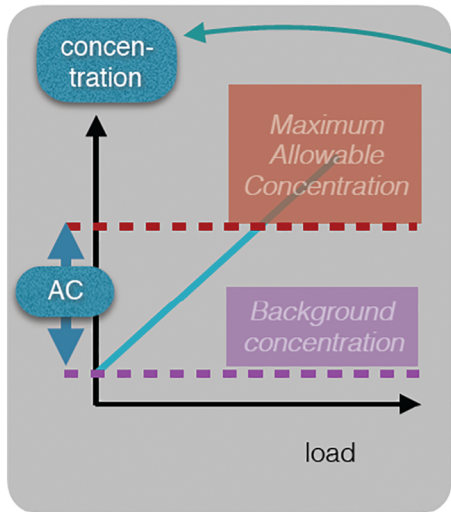 concen-
tration
Maximum
Allowable
Concentration
AC
Background
concentration
load